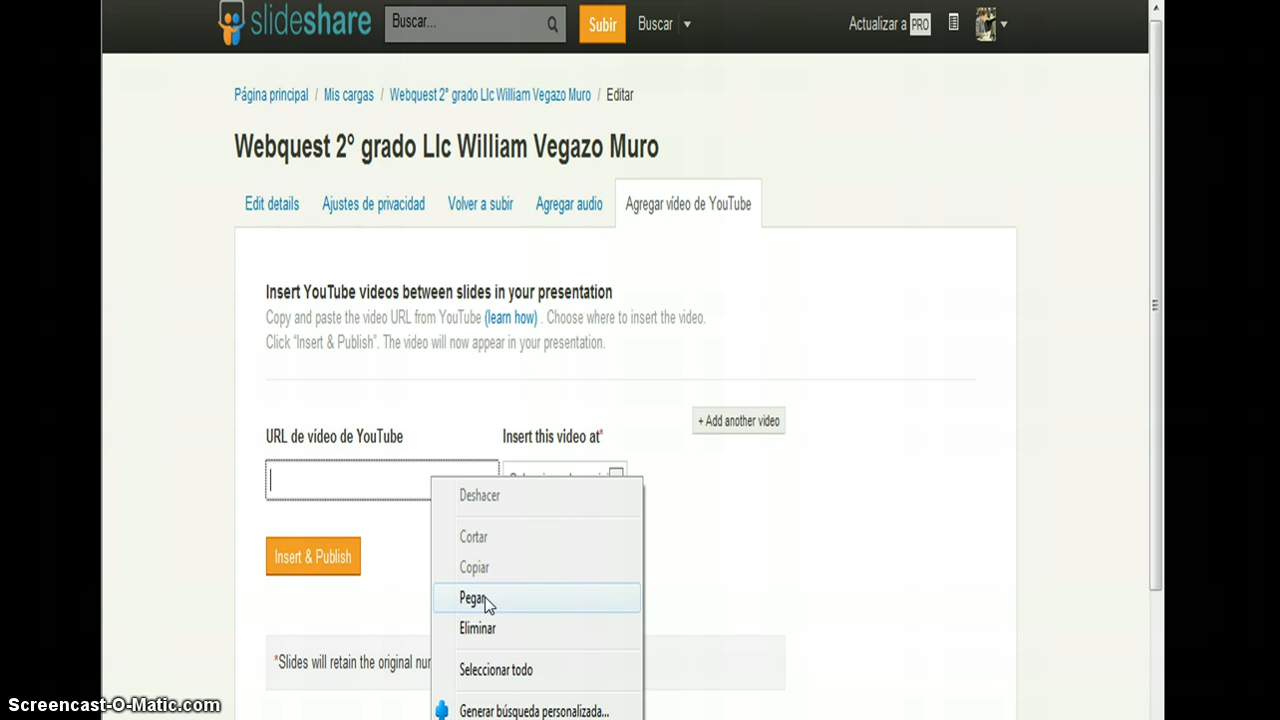 slideshare
Buscar...
Subir
Buscar
Actualizar a PRO
Página principal / Mis cargas / Webquest 2° grado LIc William Vegazo Muro / Editar
Webquest 2° grado LIc William Vegazo Muro
Edit details
Ajustes de privacidad
Volver a subir
Agregar audio
Agregar vídeo de YouTube
Insert YouTube videos between slides in your presentation
Copy and paste the video URL from YouTube (learn how) . Choose where to insert the video.
Click “Insert & Publish”. The video will now appear in your presentation.
+ Add another video
URL de vídeo de YouTube
Insert this video at*
Deshacer
Cortar
Copiar
Insert & Publish
Pegar
Eliminar
*Slides will retain the original
Seleccionar todo
Generar búsqueda personalizada...
Screencast-O-Matic.com